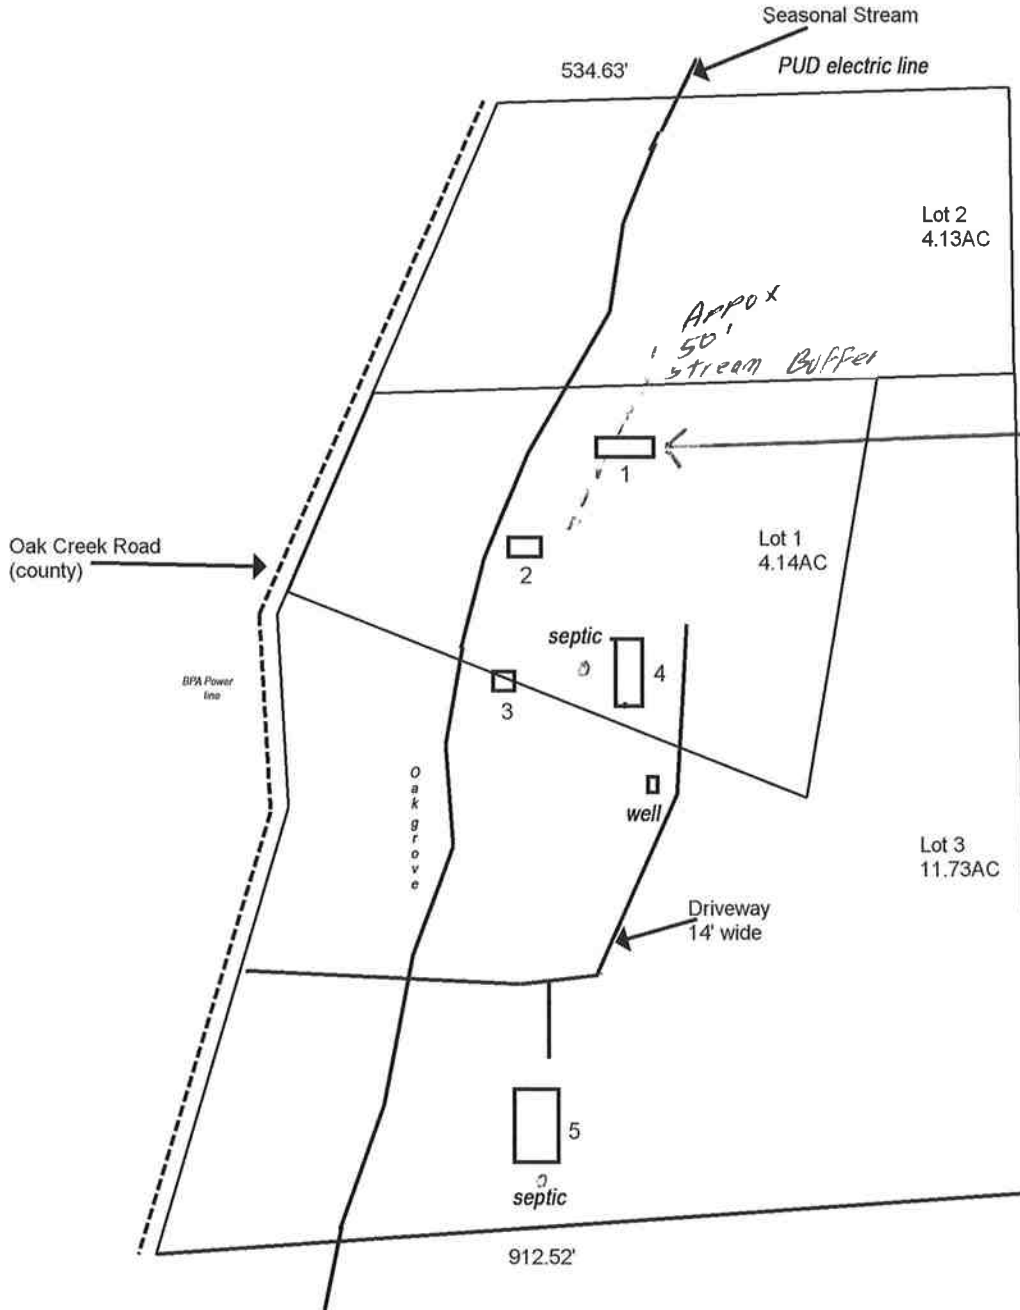 Seasonal Stream
534.63'
PUD electric line
Lot 2
4.13AC
Appox
50'
stream Buffer
1
Oak Creek Road
(county)
2
Lot 1
4.14AC
septic
4
BPA Power
line
3
Oak grove
well
Lot 3
11.73AC
Driveway
14' wide
5
septic
912.52'